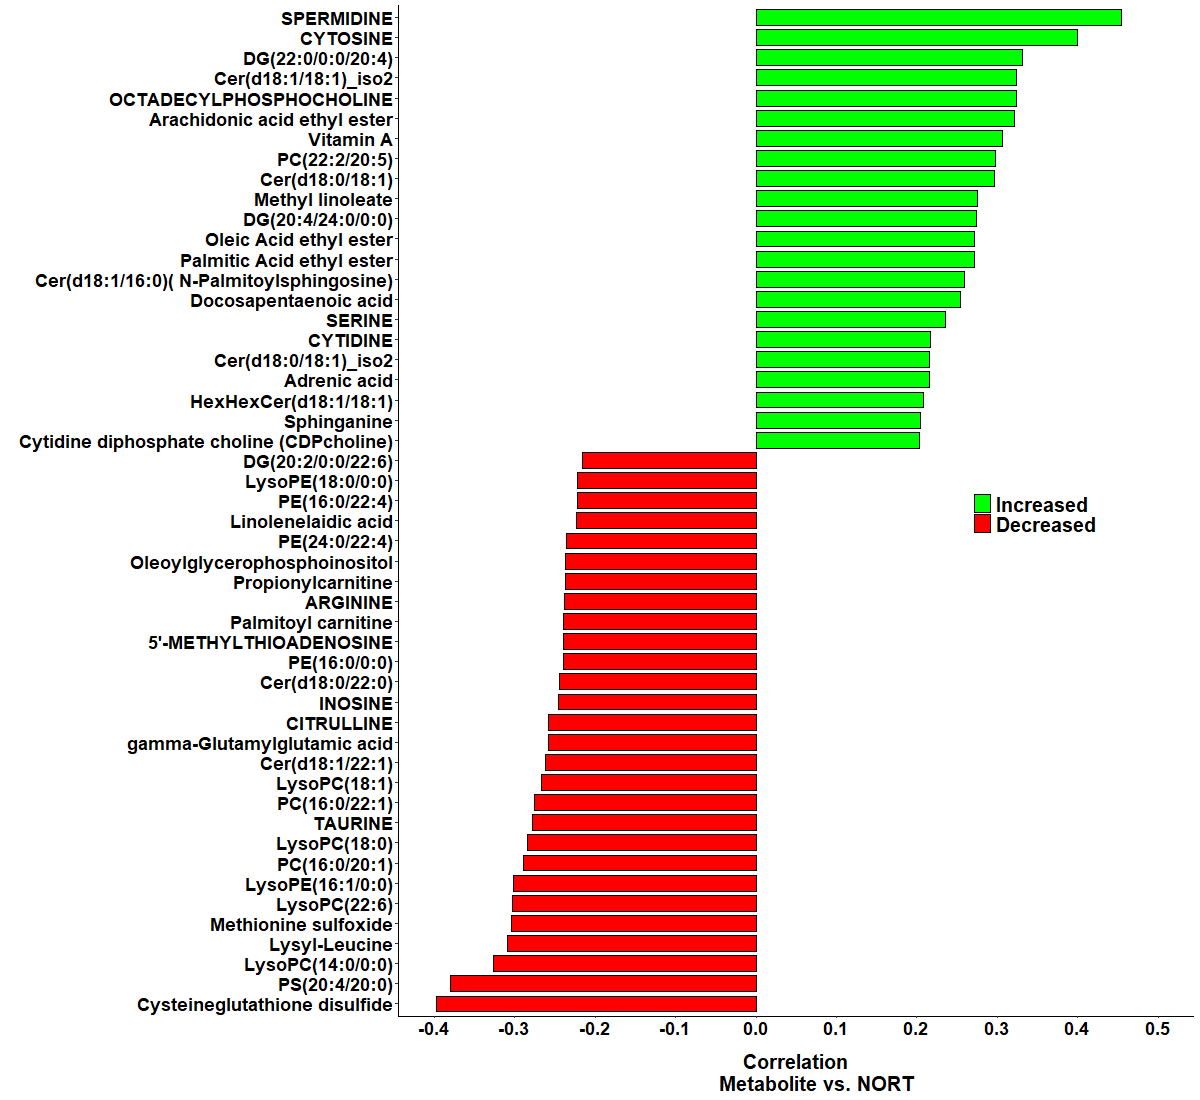 SPERMIDINE
CYTOSINE
DG(22:0/0:0/20:4)
Cer(d18:1/18:1)_iso2
OCTADECYLPHOSPHOCHOLINE
Arachidonic acid ethyl ester
Vitamin A
PC(22:2/20:5)
Cer(d18:0/18:1)
Methyl linoleate
DG(20:4/24:0/0:0)
Oleic Acid ethyl ester
Palmitic Acid ethyl ester
Cer(d18:1/16:0)( N-Palmitoylsphingosine)
Docosapentaenoic acid
SERINE
CYTIDINE
Cer(d18:0/18:1)_iso2
Adrenic acid
HexHexCer(d18:1/18:1)
Sphinganine
Cytidine diphosphate choline (CDPcholine)
DG(20:2/0:0/22:6)
LysoPE(18:0/0:0)
PE(16:0/22:4)
Linolenelaidic acid
PE(24:0/22:4)
Oleoylglycerophosphoinositol
Propionylcarnitine
ARGININE
Palmitoyl carnitine
5'-METHYLTHIOADENOSINE
PE(16:0/0:0)
Cer(d18:0/22:0)
INOSINE
CITRULLINE
gamma-Glutamylglutamic acid
Cer(d18:1/22:1)
LysoPC(18:1)
PC(16:0/22:1)
TAURINE
LysoPC(18:0)
PC(16:0/20:1)
LysoPE(16:1/0:0)
LysoPC(22:6)
Methionine sulfoxide
Lysyl-Leucine
LysoPC(14:0/0:0)
PS(20:4/20:0)
Cysteineglutathione disulfide
Increased
Decreased
-0.4 -0.3 -0.2 -0.1 0.0 0.1 0.2 0.3 0.4 0.5
Correlation
Metabolite vs. NORT